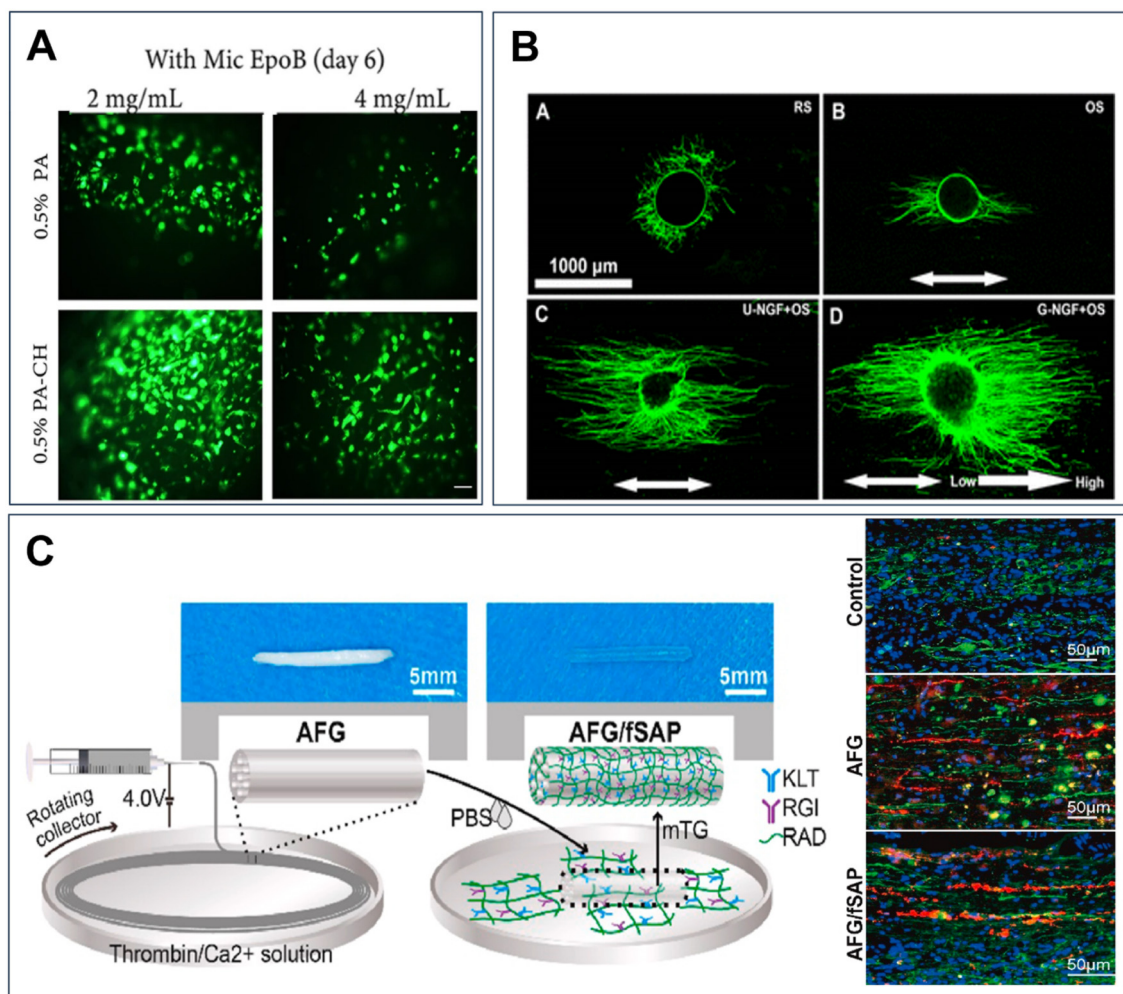 A
With Mic EpoB (day 6)
2 mg/mL
4 mg/mL
0.5% PA
0.5% PA-CH
B
A
RS
1000 µm
B
OS
C
U-NGF+OS
D
G-NGF+OS
Low
High
C
5mm
5mm
AFG
AFG/fSAP
4.0V
Rotating
collector
PBS
mTG
KLT
RGI
RAD
Thrombin/Ca2+ solution
Control
50µm
AFG
50µm
AFG/fSAP
50µm